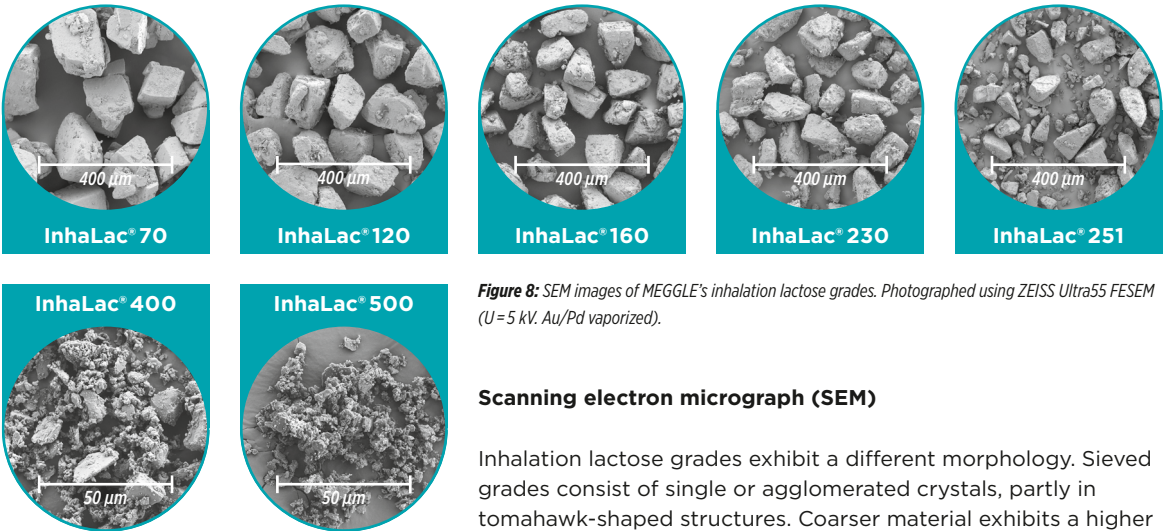 400 µm
InhaLac® 70
400 µm
InhaLac® 120
400 µm
InhaLac® 160
400 µm
InhaLac® 230
400 µm
InhaLac® 251
InhaLac® 400
50 µm
InhaLac® 500
50 µm
Figure 8: SEM images of MEGGLE’s inhalation lactose grades. Photographed using ZEISS Ultra55 FESEM
(U = 5 kV. Au/Pd vaporized).
Scanning electron micrograph (SEM)
Inhalation lactose grades exhibit a different morphology. Sieved
grades consist of single or agglomerated crystals, partly in
tomahawk-shaped structures. Coarser material exhibits a higher